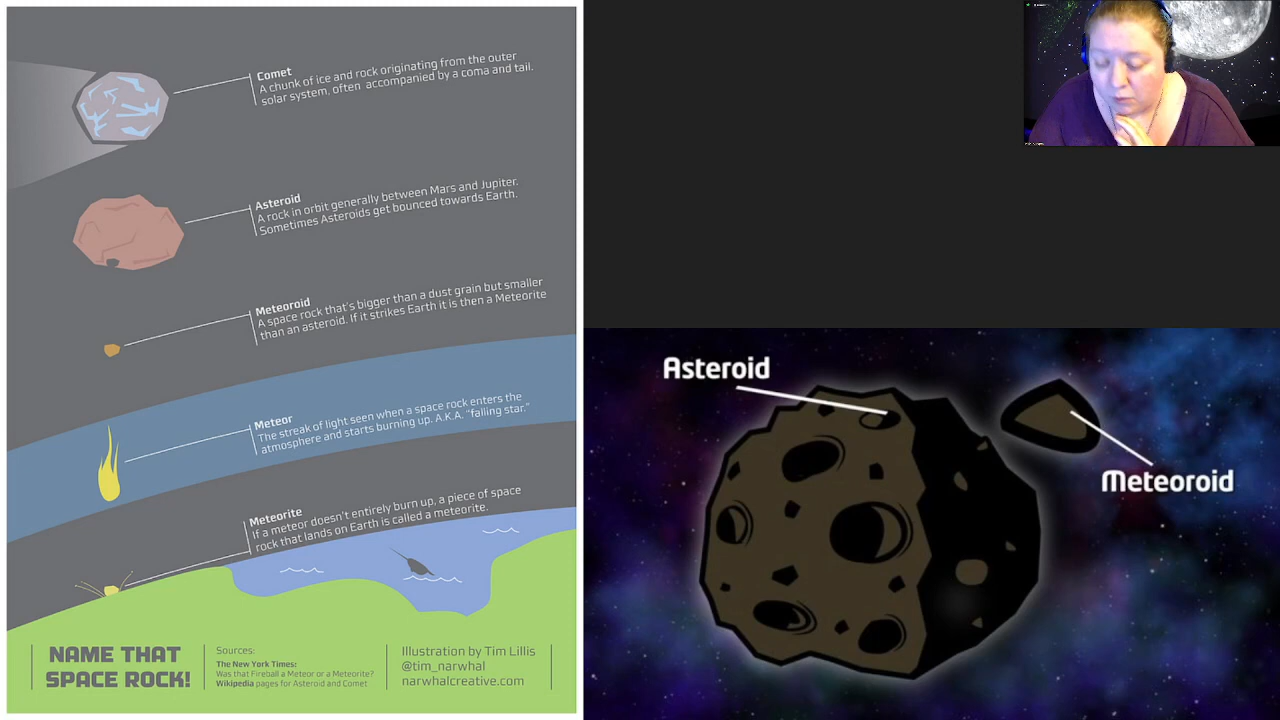 Comet
A chunk of ice and rock originating from the outer
solar system, often accompanied by a coma and tail.
Asteroid
A rock in orbit generally between Mars and Jupiter.
Sometimes Asteroids get bounced towards Earth.
Meteoroid
A space rock that's bigger than a dust grain but smaller
than an asteroid. If it strikes Earth it is then a Meteorite
Meteor
The streak of light seen when a space rock enters the
atmosphere and starts burning up. A.K.A. "falling star."
Meteorite
If a meteor doesn't entirely burn up, a piece of space
rock that lands on Earth is called a meteorite.
NAME THAT
SPACE ROCK!
Sources:
The New York Times:
Was that Fireball a Meteor or a Meteorite?
Wikipedia pages for Asteroid and Comet
Illustration by Tim Lillis
@tim_narwhal
narwhalcreative.com
Asteroid
Meteoroid